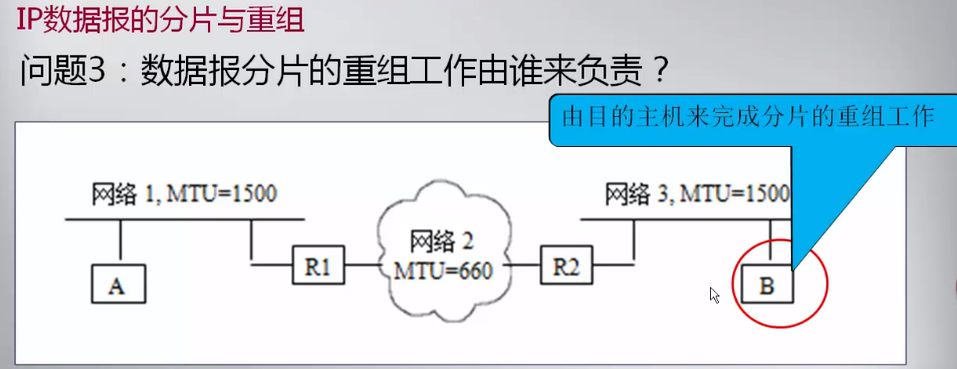 IP数据报的分片与重组
问题3：数据报分片的重组工作由谁来负责？
由目的主机来完成分片的重组工作
网络 1, MTU=1500
网络 3, MTU=1500
网络 2
MTU=660
A
R1
R2
B